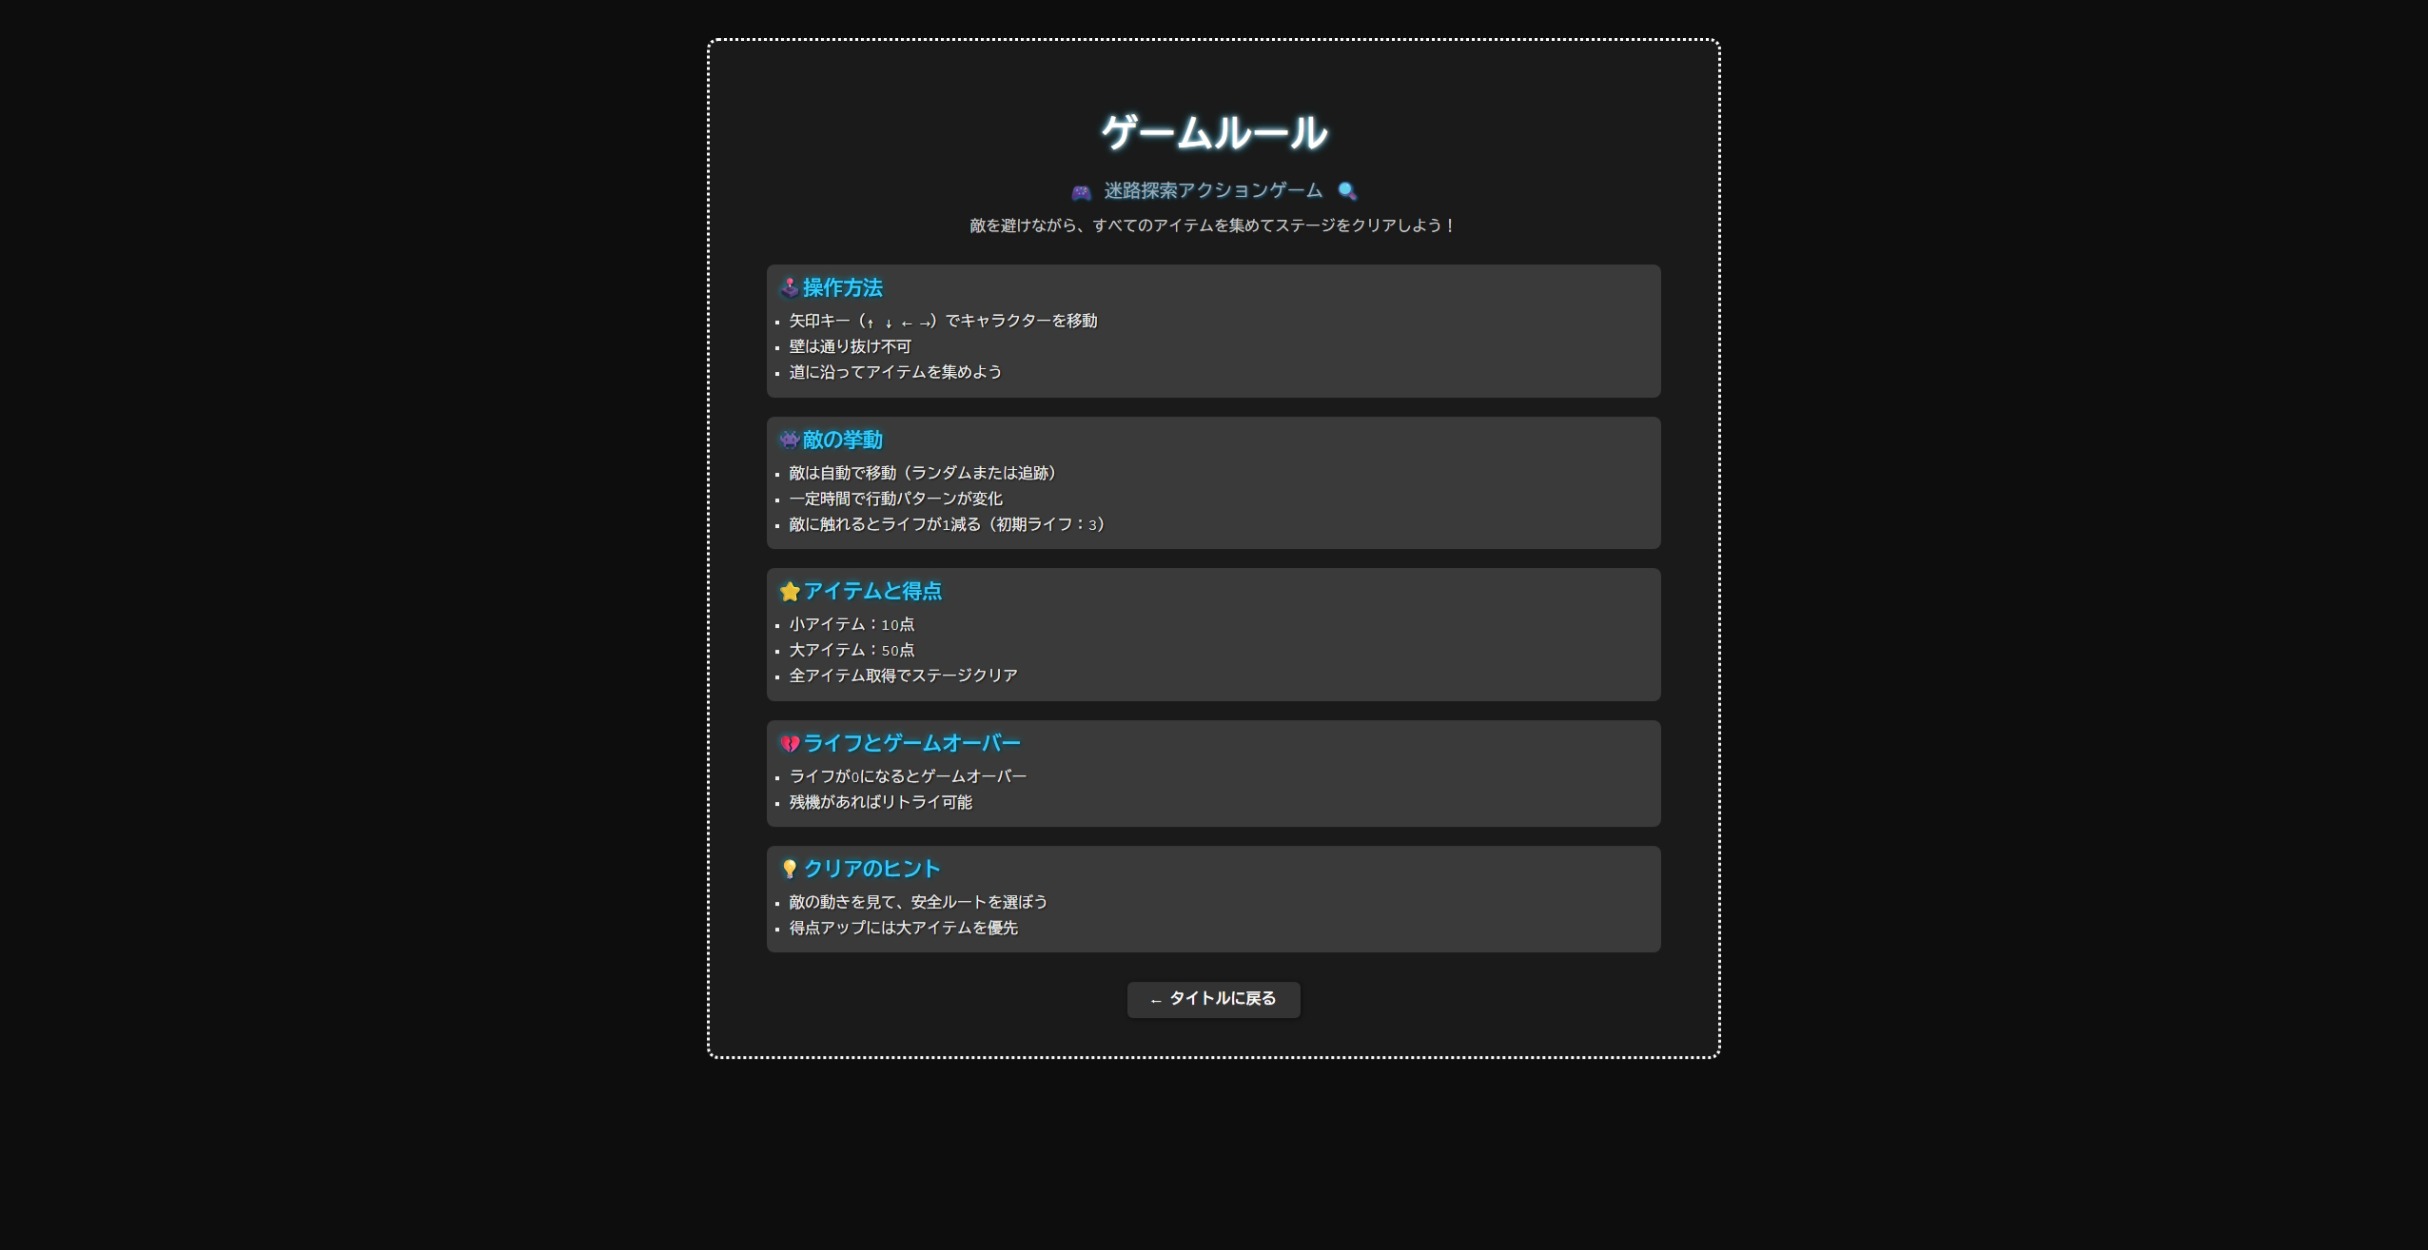 ゲームルール
🎮 迷路探索アクションゲーム 🔍
敵を避けながら、すべてのアイテムを集めてステージをクリアしよう！
🕹️操作方法
▪ 矢印キー（↑ ↓ ← →）でキャラクターを移動
▪ 壁は通り抜け不可
▪ 道に沿ってアイテムを集めよう
👾敵の挙動
▪ 敵は自動で移動（ランダムまたは追跡）
▪ 一定時間で行動パターンが変化
▪ 敵に触れるとライフが1減る（初期ライフ：3）
⭐アイテムと得点
▪ 小アイテム：10点
▪ 大アイテム：50点
▪ 全アイテム取得でステージクリア
💔ライフとゲームオーバー
▪ ライフが0になるとゲームオーバー
▪ 残機があればリトライ可能
💡クリアのヒント
▪ 敵の動きを見て、安全ルートを選ぼう
▪ 得点アップには大アイテムを優先
← タイトルに戻る